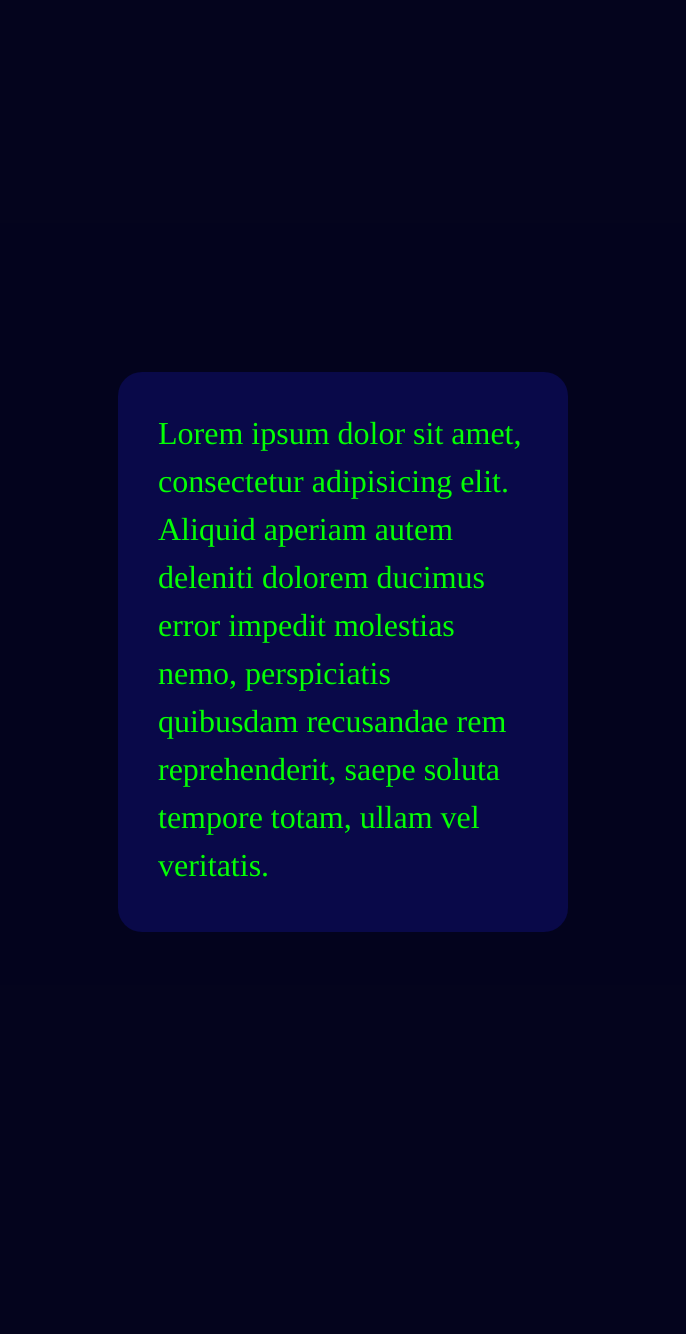 Lorem ipsum dolor sit amet,
consectetur adipisicing elit.
Aliquid aperiam autem
deleniti dolorem ducimus
error impedit molestias
nemo, perspiciatis
quibusdam recusandae rem
reprehenderit, saepe soluta
tempore totam, ullam vel
veritatis.